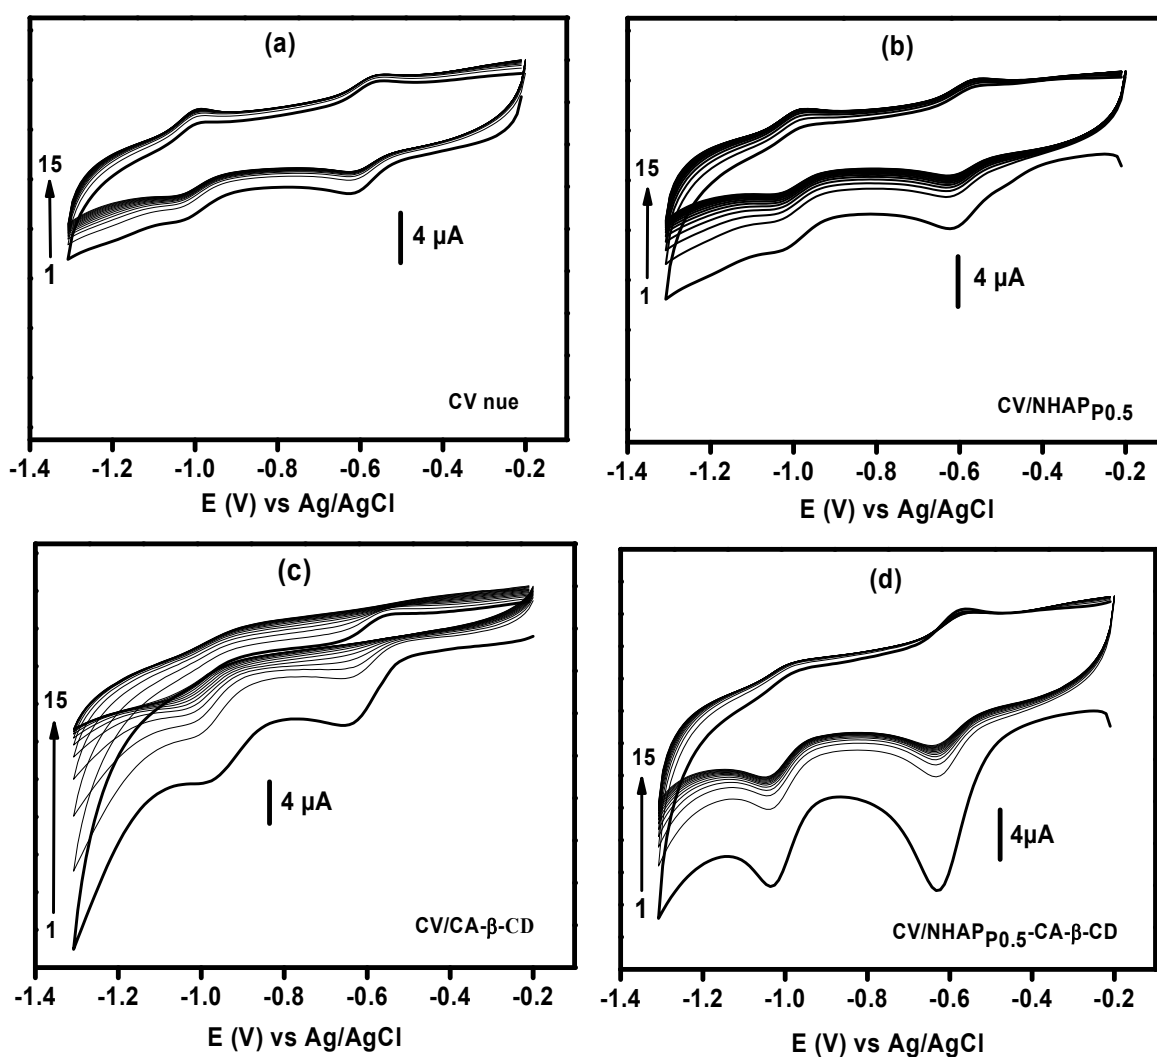 (a)
15
1
4 µA
CV nue
-1.4 -1.2 -1.0 -0.8 -0.6 -0.4 -0.2
E (V) vs Ag/AgCl
(b)
15
1
4 µA
CV/NHAPP0.5
-1.4 -1.2 -1.0 -0.8 -0.6 -0.4 -0.2
E (V) vs Ag/AgCl
(c)
15
1
4 µA
CV/CA-β-CD
-1.4 -1.2 -1.0 -0.8 -0.6 -0.4 -0.2
E (V) vs Ag/AgCl
(d)
15
1
4µA
CV/NHAPP0.5-CA-β-CD
-1.4 -1.2 -1.0 -0.8 -0.6 -0.4 -0.2
E (V) vs Ag/AgCl